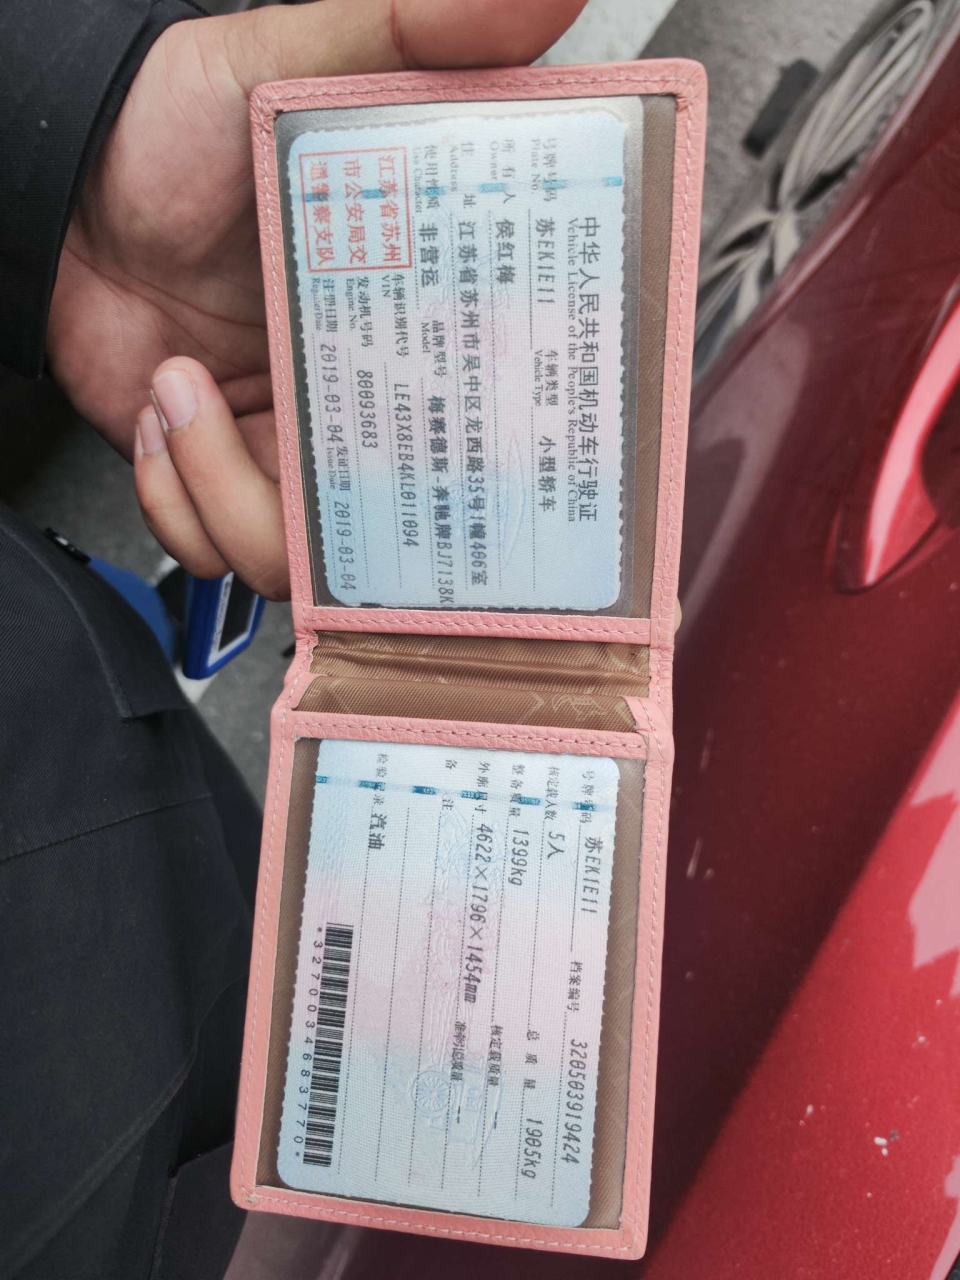 中华人民共和国机动车行驶证
Vehicle License of the People's Republic of China
号牌号码 苏EK1E11 车辆类型 小型轿车
Plate No. Vehicle Type
所有人 侯红梅
Owner
住址 江苏省苏州市吴中区龙西路35号1幢406室
Address
使用性质 非营运 品牌型号 梅赛德斯-奔驰牌BJ7138K
Use Character Model
江苏省苏州
市公安局交
通警察支队
车辆识别代号 LE43X8EB4KL011094
VIN
发动机号码 80093683
Engine No.
注册日期 2019-03-04 发证日期 2019-03-04
Register Date Issue Date
号牌号码 苏EK1E11 档案编号 320503919424
核定载人数 5人 总质量 1905kg
整备质量 1399kg 核定载质量 --
外廓尺寸 4622×1796×1454mm 准牵引总质量 --
备注
检验记录 汽油
*3270034683770*